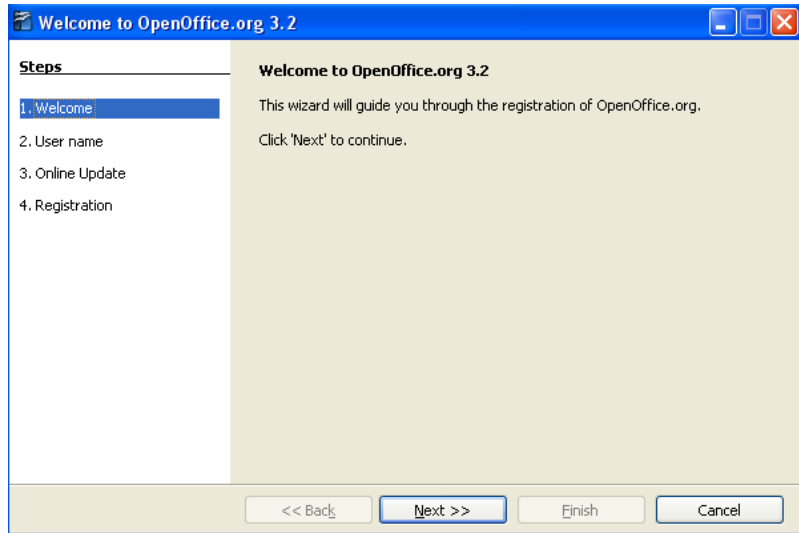 Welcome to OpenOffice.org 3.2
Steps
1. Welcome
2. User name
3. Online Update
4. Registration
Welcome to OpenOffice.org 3.2
This wizard will guide you through the registration of OpenOffice.org.
Click 'Next' to continue.
<< Back
Next >>
Finish
Cancel